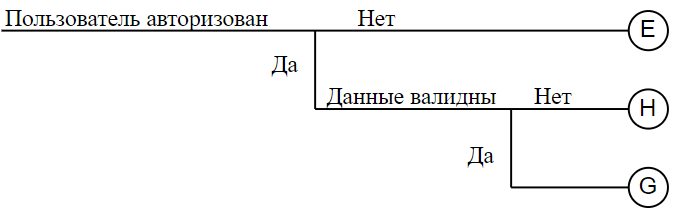 Пользователь авторизован Нет E
Да
Данные валидны Нет H
Да
G